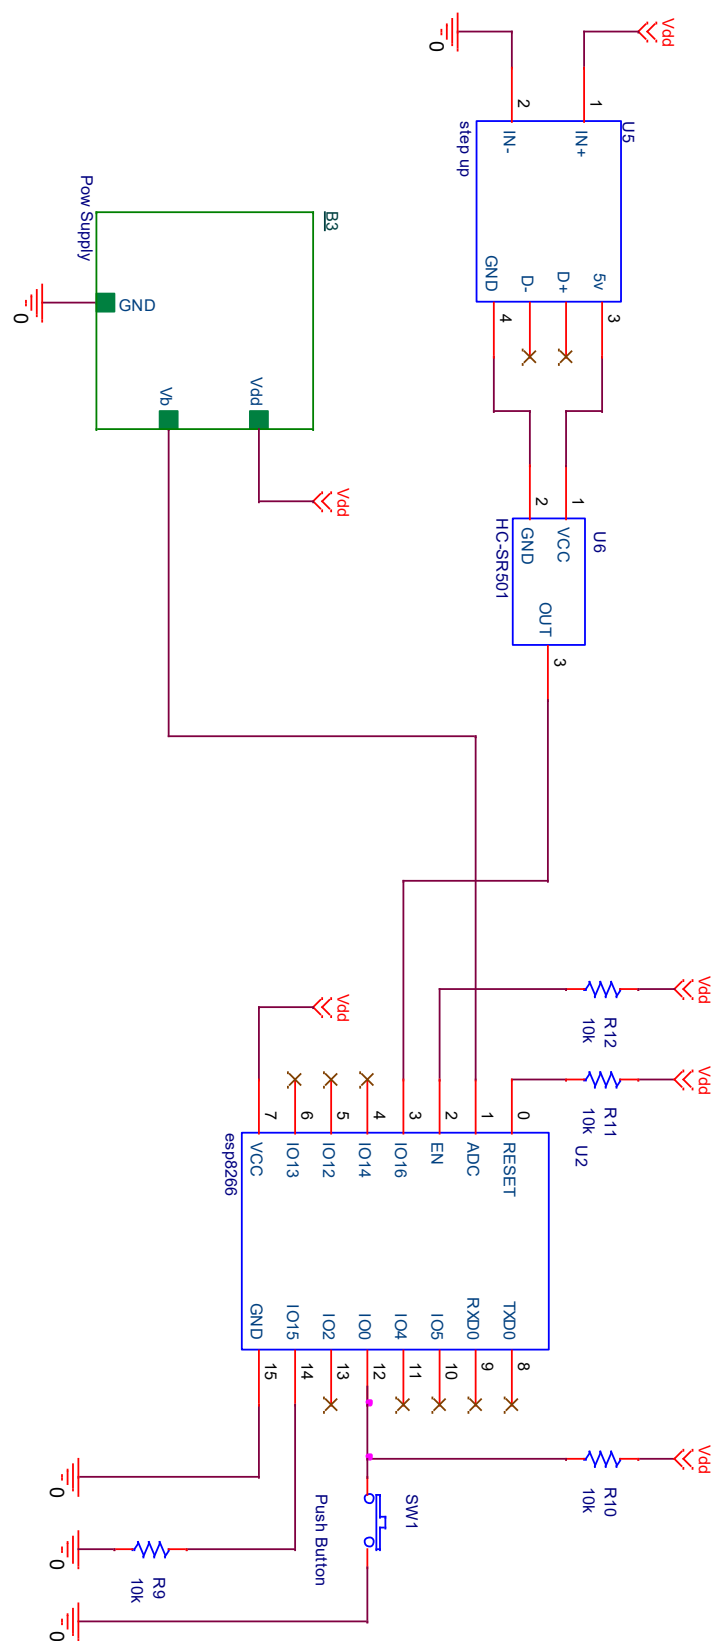 Vdd
0
1
2
U5
IN+
IN-
step up
5v
D+
D-
GND
3
4
B3
Pow Supply
GND
0
Vdd
Vb
Vdd
1
2
U6
VCC
GND
HC-SR501
OUT
3
Vdd
R12
10k
Vdd
R11
10k
Vdd
U2
0
1
2
3
4
5
6
7
RESET
ADC
EN
IO16
IO14
IO12
IO13
VCC
esp8266
TXD0
RXD0
IO5
IO4
IO0
IO2
IO15
GND
8
9
10
11
12
13
14
15
Vdd
R10
10k
SW1
Push Button
0
R9
10k
0
0